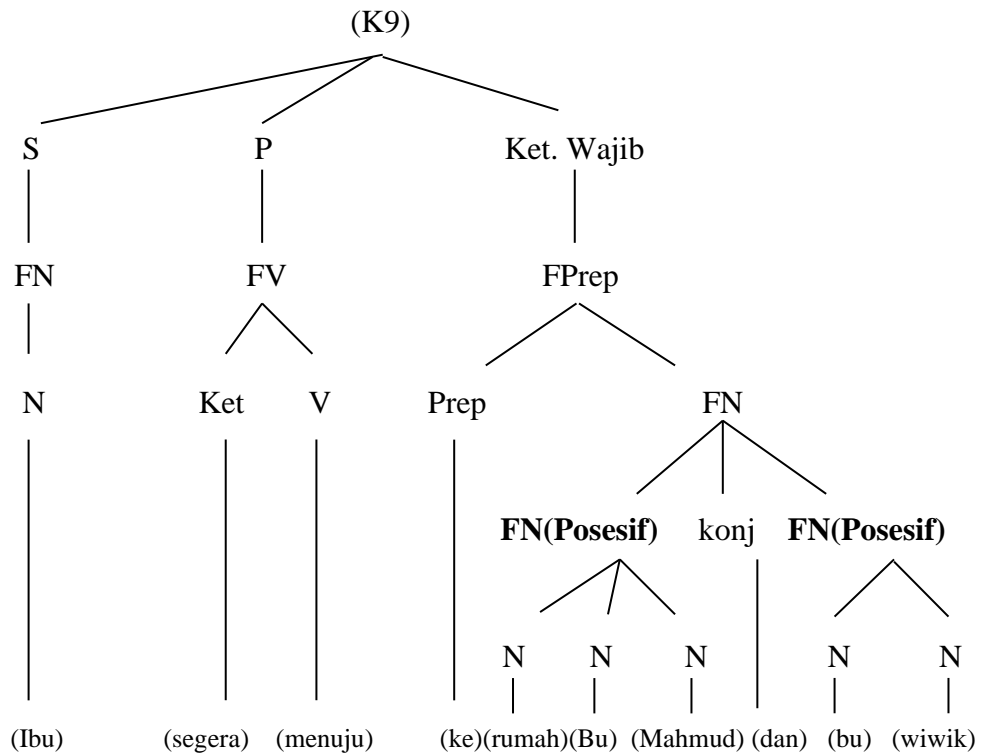 (K9)
S P Ket. Wajib
FN FV FPrep
N Ket V Prep FN
FN(Posesif) konj FN(Posesif)
N N N N N
(Ibu) (segera) (menuju) (ke)(rumah)(Bu) (Mahmud) (dan) (bu) (wiwik)